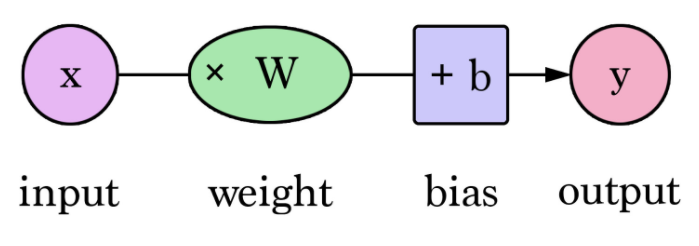 x × W + b y
input weight bias output